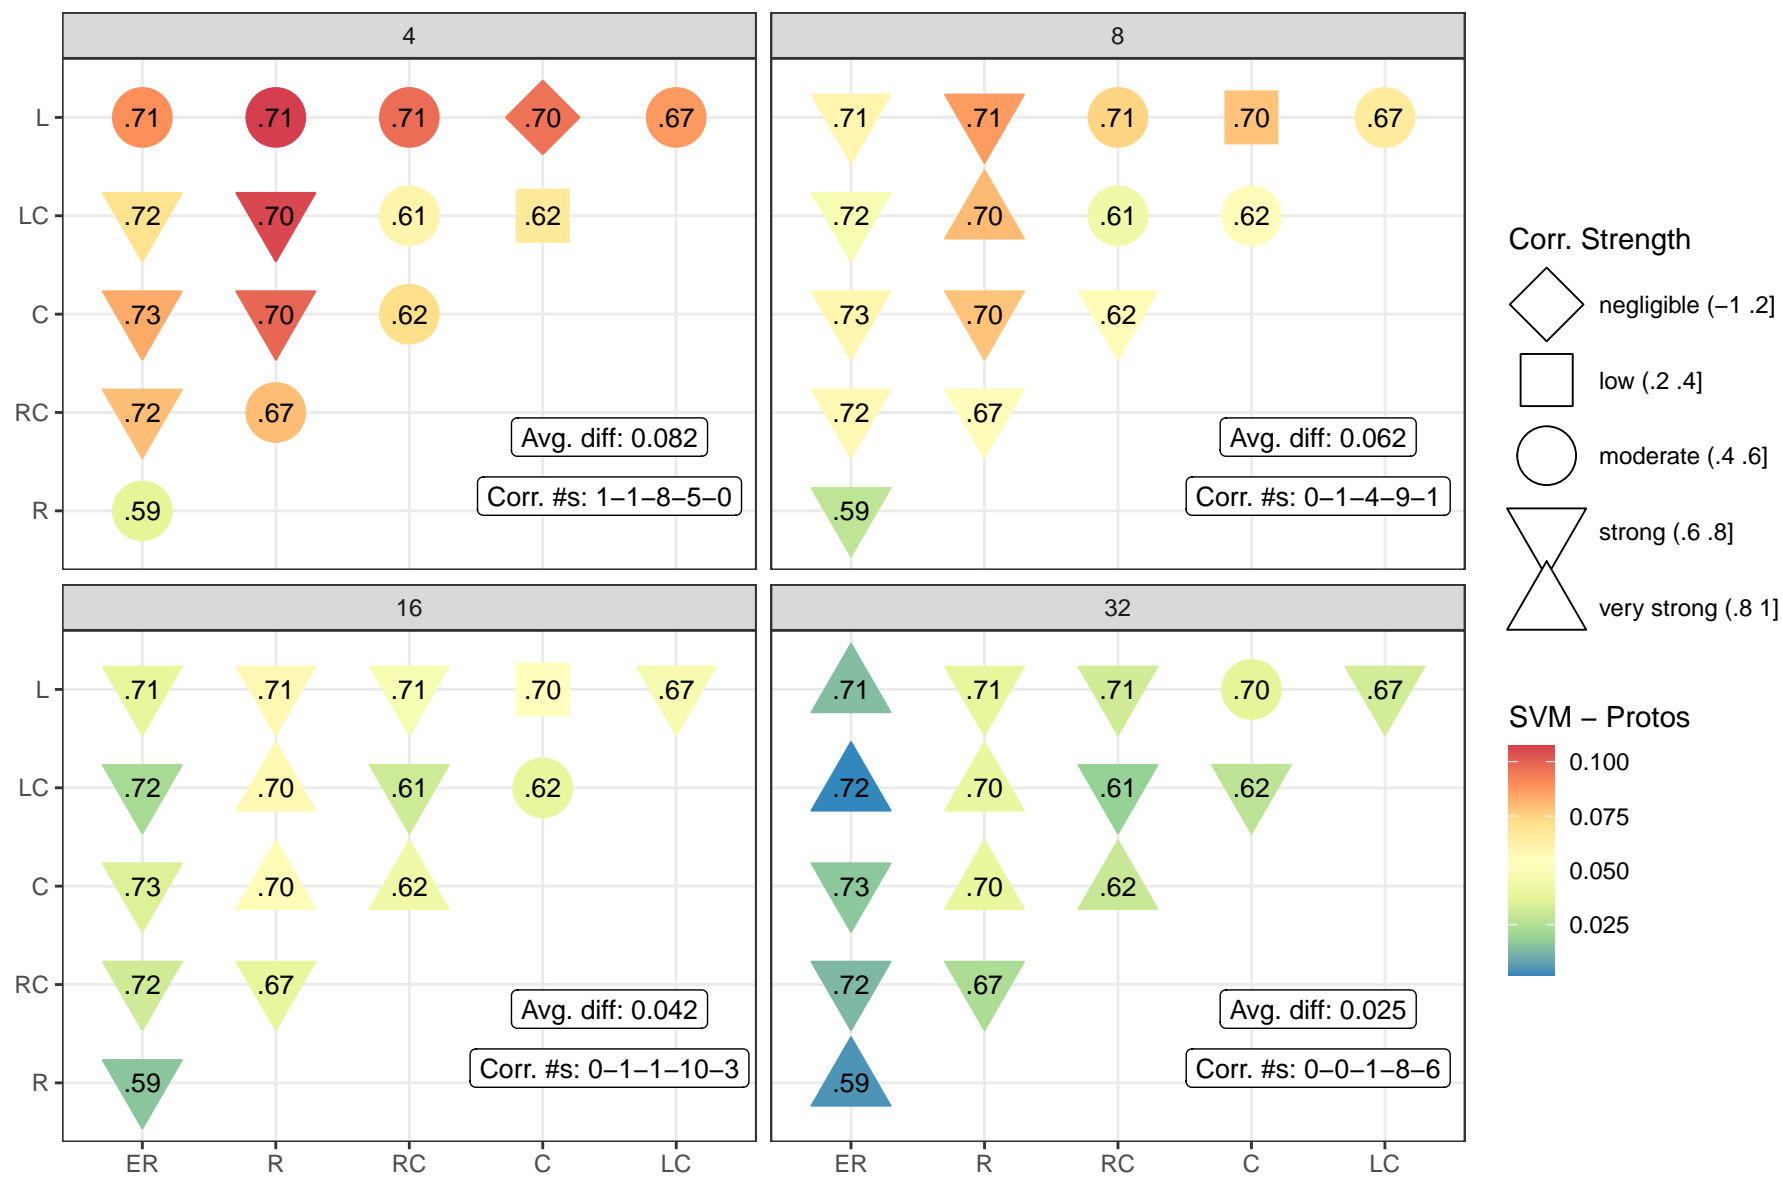 4
8
L .71 .71 .71 .70 .67
.71 .71 .71 .70 .67
LC .72 .70 .61 .62
.72 .70 .61 .62
C .73 .70 .62
.73 .70 .62
RC .72 .67
.72 .67
Avg. diff: 0.082
Avg. diff: 0.062
R .59
.59
Corr. #s: 1−1−8−5−0
Corr. #s: 0−1−4−9−1
16
32
L .71 .71 .71 .70 .67
.71 .71 .71 .70 .67
LC .72 .70 .61 .62
.72 .70 .61 .62
C .73 .70 .62
.73 .70 .62
RC .72 .67
.72 .67
Avg. diff: 0.042
Avg. diff: 0.025
R .59
.59
Corr. #s: 0−1−1−10−3
Corr. #s: 0−0−1−8−6
ER R RC C LC
ER R RC C LC
Corr. Strength
negligible (−1 .2]
low (.2 .4]
moderate (.4 .6]
strong (.6 .8]
very strong (.8 1]
SVM − Protos
0.100
0.075
0.050
0.025